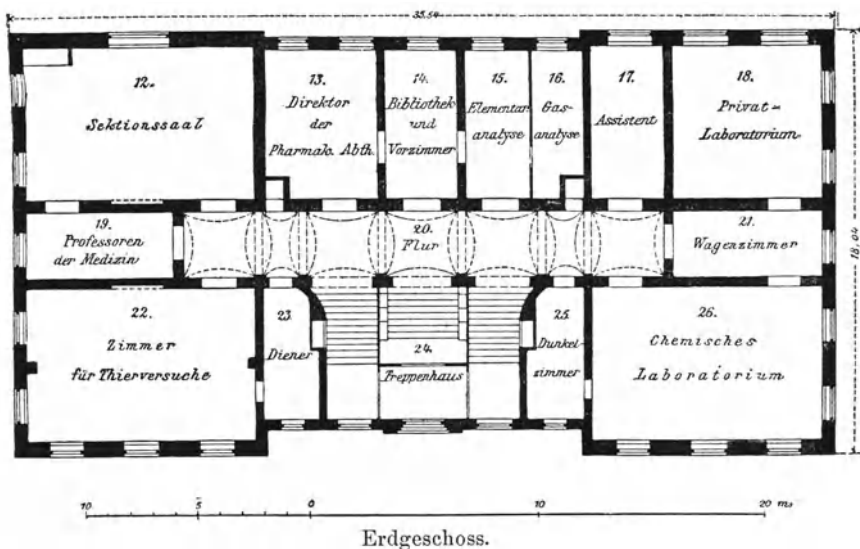 35.50
12.
Sektionssaal
13.
Direktor
der
Pharmak. Abth.
14.
Bibliothek
und
Vorzimmer
15.
Elementar
analyse
16.
Gas-
analyse
17.
Assistent
18.
Privat-
Laboratorium
19.
Professoren
der Medizin
20.
Flur
21.
Wagenzimmer
18.04
22.
Zimmer
für Thierversuche
23.
Diener
24.
Treppenhaus
25.
Dunkel-
zimmer
26.
Chemisches
Laboratorium
10 5 0 10 20 m.
Erdgeschoss.